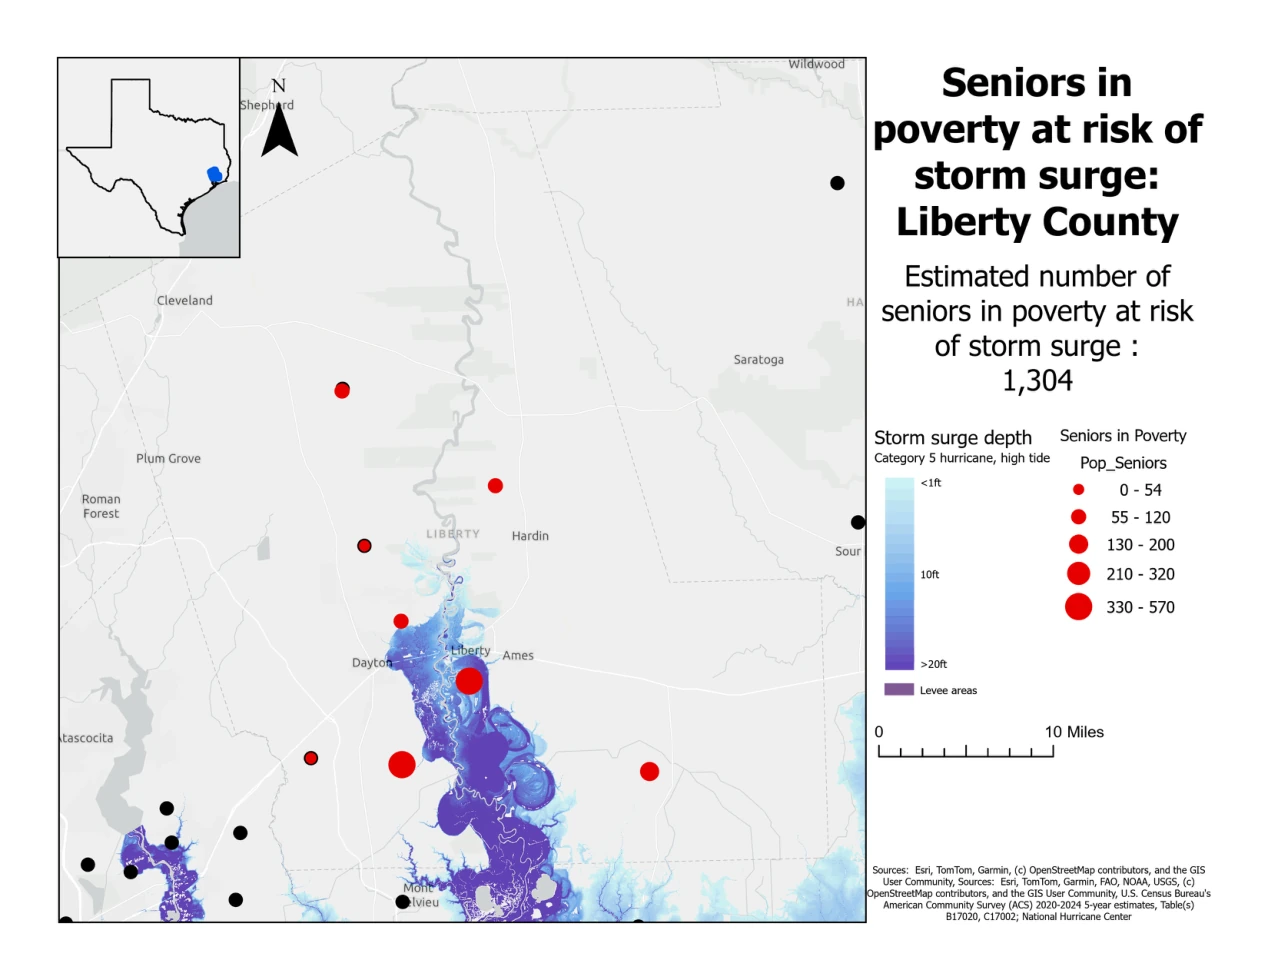 Seniors in
poverty at risk of
storm surge:
Liberty County
Estimated number of
seniors in poverty at risk
of storm surge :
1,304
Storm surge depth
Category 5 hurricane, high tide
<1ft
10ft
>20ft
Levee areas
Seniors in Poverty
Pop_Seniors
0 - 54
55 - 120
130 - 200
210 - 320
330 - 570
0 10 Miles
Sources: Esri, TomTom, Garmin, (c) OpenStreetMap contributors, and the GIS
User Community, Sources: Esri, TomTom, Garmin, FAO, NOAA, USGS, (c)
OpenStreetMap contributors, and the GIS User Community, U.S. Census Bureau's
American Community Survey (ACS) 2020-2024 5-year estimates, Table(s)
B17020, C17002; National Hurricane Center
N
Wildwood
Shepherd
Cleveland
HA
Saratoga
Plum Grove
Roman
Forest
LIBERTY
Hardin
Sour
Liberty
Ames
Dayton
tascocita
Mont
elvieu